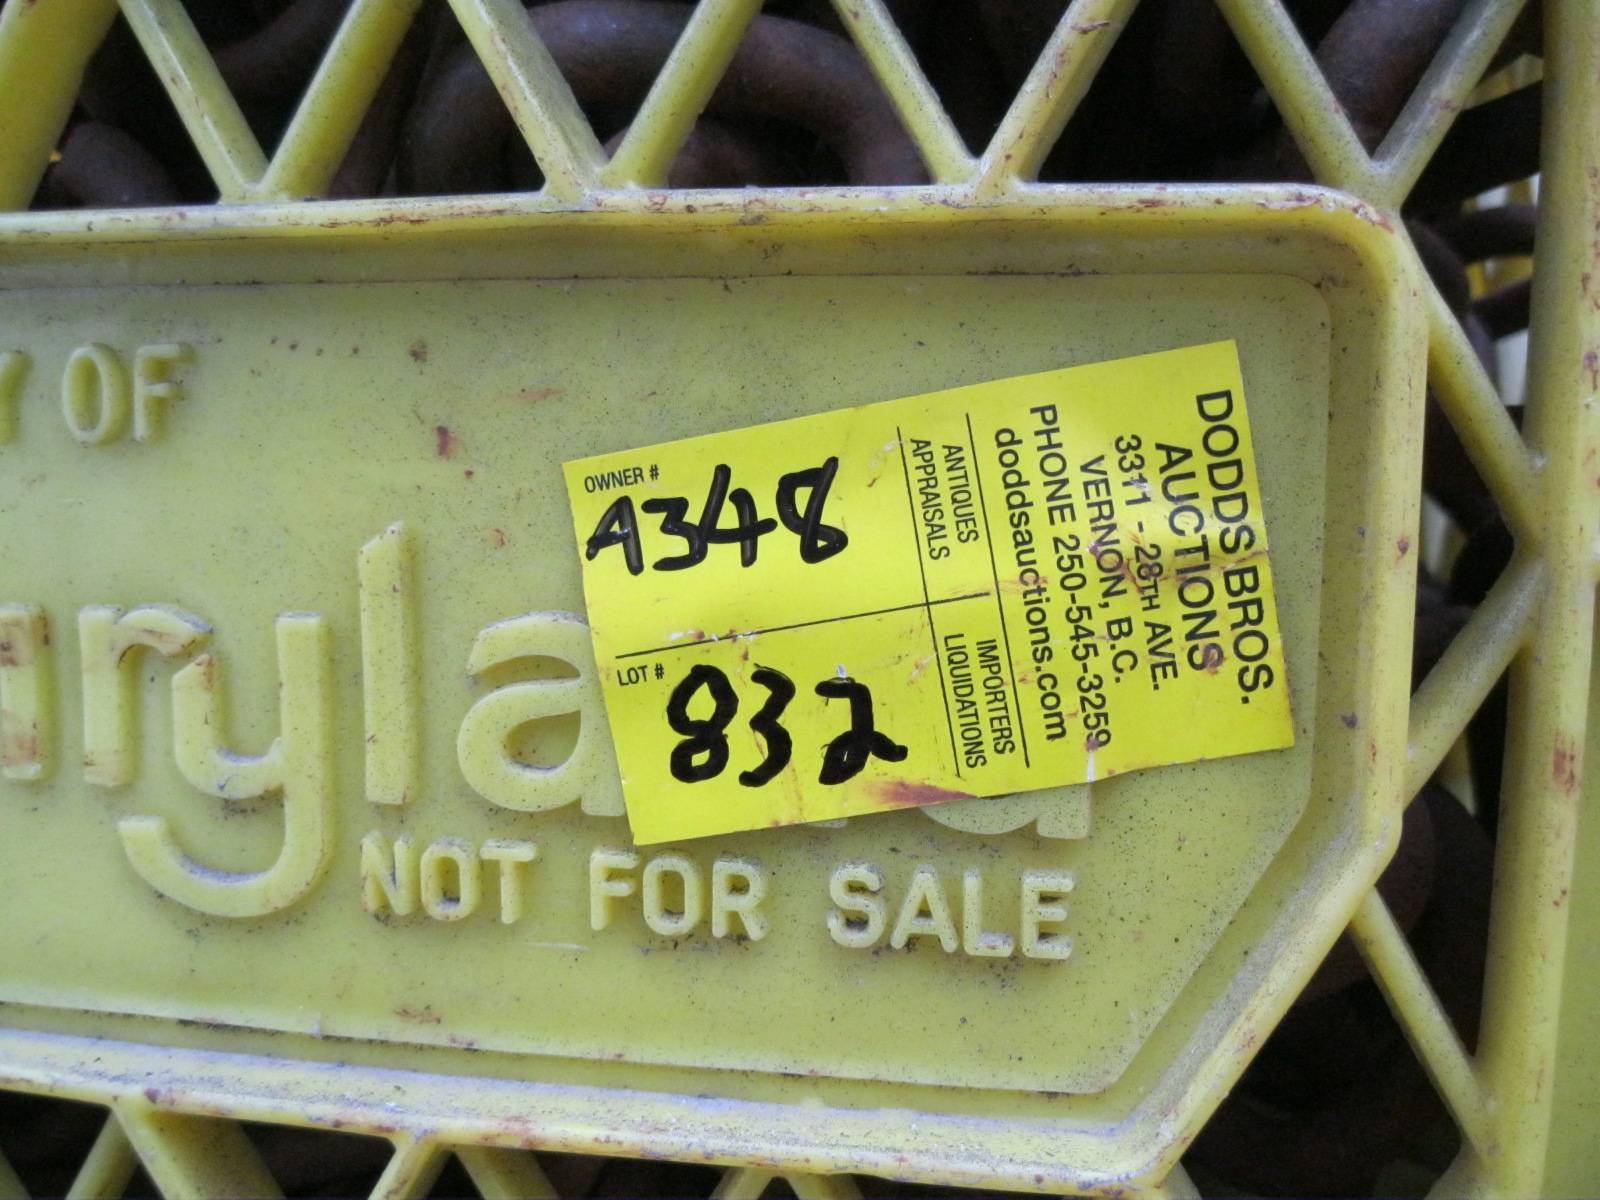 OF
NOT FOR SALE
OWNER #
A348
LOT #
832
DODDS BROS.
AUCTIONS
3311 - 28TH AVE.
VERNON, B.C.
PHONE 250-545-3259
doddsauctions.com
ANTIQUES IMPORTERS
APPRAISALS LIQUIDATIONS